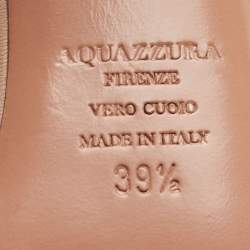 AQUAZZURA
FIRENZE
VERO CUOIO
MADE IN ITALY
39½